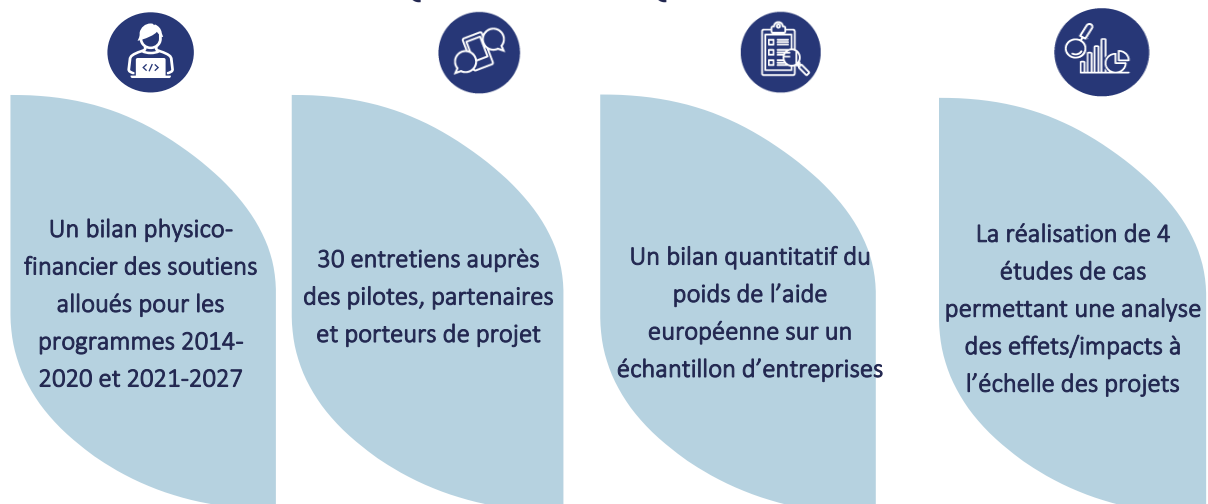 </>
Un bilan physico-
financier des soutiens
alloués pour les
programmes 2014-
2020 et 2021-2027
30 entretiens auprès
des pilotes, partenaires
et porteurs de projet
Un bilan quantitatif du
poids de l’aide
européenne sur un
échantillon d’entreprises
La réalisation de 4
études de cas
permettant une analyse
des effets/impacts à
l’échelle des projets